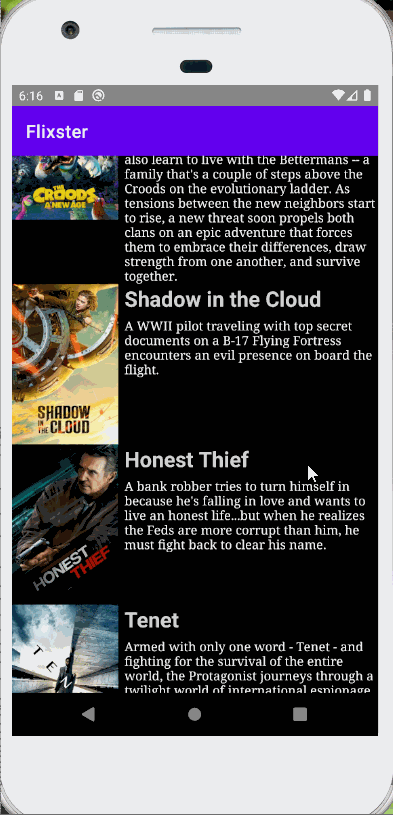 6:16
Flixster
also learn to live with the Bettermans -- a
family that's a couple of steps above the
Croods on the evolutionary ladder. As
tensions between the new neighbors start
to rise, a new threat soon propels both
clans on an epic adventure that forces
them to embrace their differences, draw
strength from one another, and survive
together.
THE
CROODS
A NEW AGE
Shadow in the Cloud
A WWII pilot traveling with top secret
documents on a B-17 Flying Fortress
encounters an evil presence on board the
flight.
SHADOW
IN THE
CLOUD
Honest Thief
A bank robber tries to turn himself in
because he's falling in love and wants to
live an honest life...but when he realizes
the Feds are more corrupt than him, he
must fight back to clear his name.
HONEST
THIEF
Tenet
Armed with only one word - Tenet - and
fighting for the survival of the entire
world, the Protagonist journeys through a
twilight world of international espionage
TEN